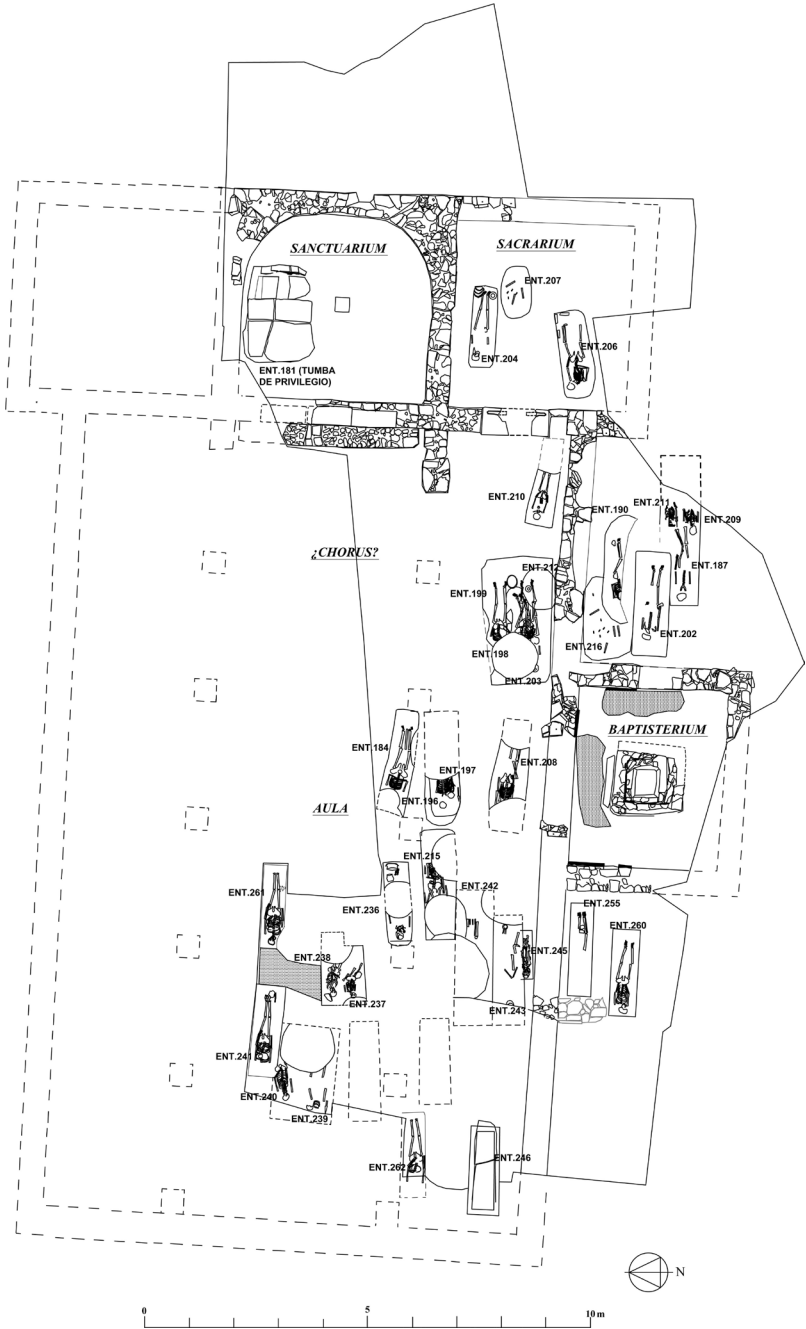 SANCTUARIUM
SACRARIUM
ENT.207
ENT.204
ENT.206
ENT.181 (TUMBA
DE PRIVILEGIO)
ENT.210
ENT.190
ENT.211
ENT.209
¿CHORUS?
ENT.212
ENT.187
ENT.199
ENT.202
ENT.216
ENT.198
ENT.203
BAPTISTERIUM
ENT.184
ENT.208
ENT.197
ENT.196
AULA
ENT.215
ENT.242
ENT.261
ENT.236
ENT.255
ENT.260
ENT.245
ENT.238
ENT.237
ENT.243
ENT.241
ENT.240
ENT.239
ENT.262
ENT.246
N
0 5 10 m